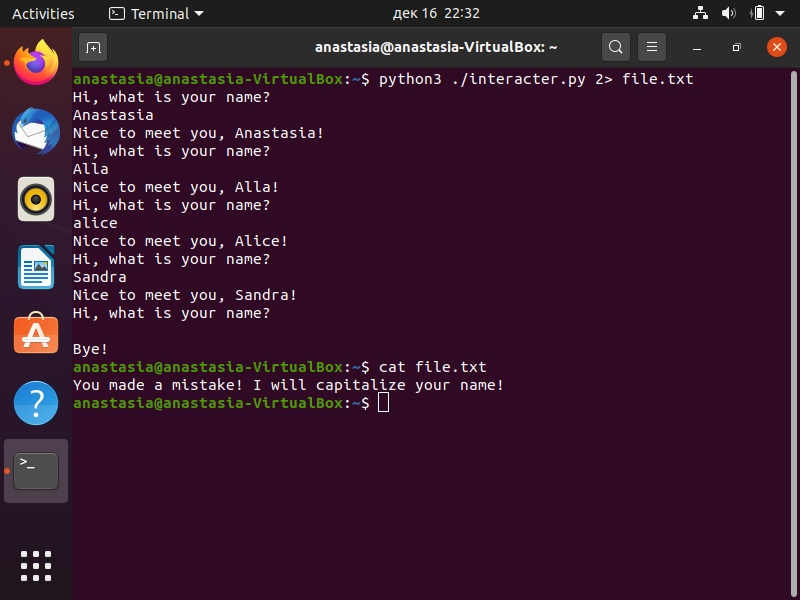 Activities Terminal дек 16 22:32
anastasia@anastasia-VirtualBox: ~
anastasia@anastasia-VirtualBox:~$ python3 ./interacter.py 2> file.txt
Hi, what is your name?
Anastasia
Nice to meet you, Anastasia!
Hi, what is your name?
Alla
Nice to meet you, Alla!
Hi, what is your name?
alice
Nice to meet you, Alice!
Hi, what is your name?
Sandra
Nice to meet you, Sandra!
Hi, what is your name?
Bye!
anastasia@anastasia-VirtualBox:~$ cat file.txt
You made a mistake! I will capitalize your name!
anastasia@anastasia-VirtualBox:~$